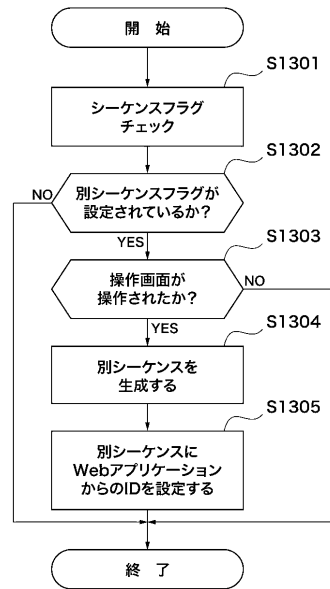 開 始
S1301
シーケンスフラグ
チェック
S1302
別シーケンスフラグが
設定されているか?
NO
YES
S1303
操作画面が
操作されたか?
NO
YES
S1304
別シーケンスを
生成する
S1305
別シーケンスに
Webアプリケーション
からのIDを設定する
終 了